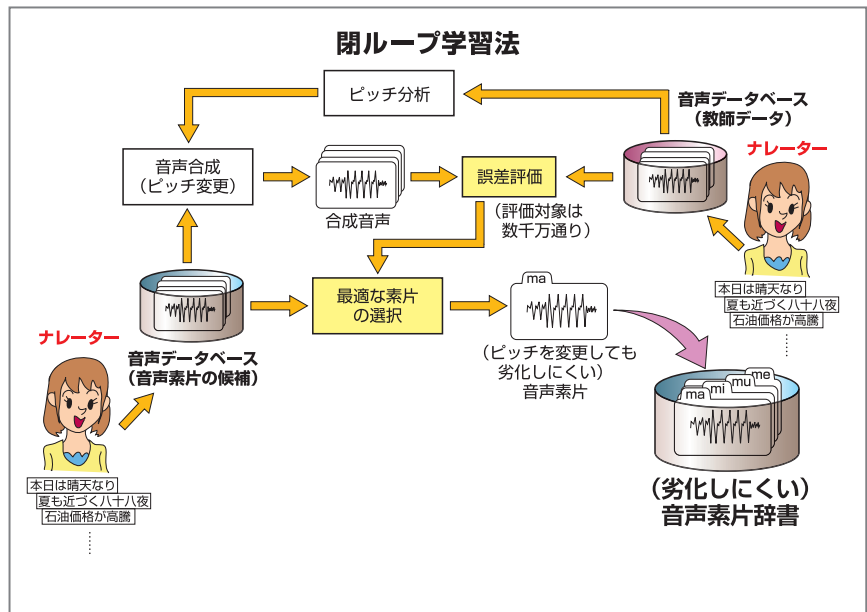 閉ループ学習法
ピッチ分析
音声データベース
(教師データ)
ナレーター
音声合成
(ピッチ変更)
合成音声
誤差評価
(評価対象は
数千万通り)
本日は晴天なり
夏も近づく八十八夜
石油価格が高騰
……
最適な素片
の選択
ma
(ピッチを変更しても
劣化しにくい)
音声素片
ナレーター
音声データベース
(音声素片の候補)
本日は晴天なり
夏も近づく八十八夜
石油価格が高騰
……
ma
mi
mu
me
(劣化しにくい)
音声素片辞書